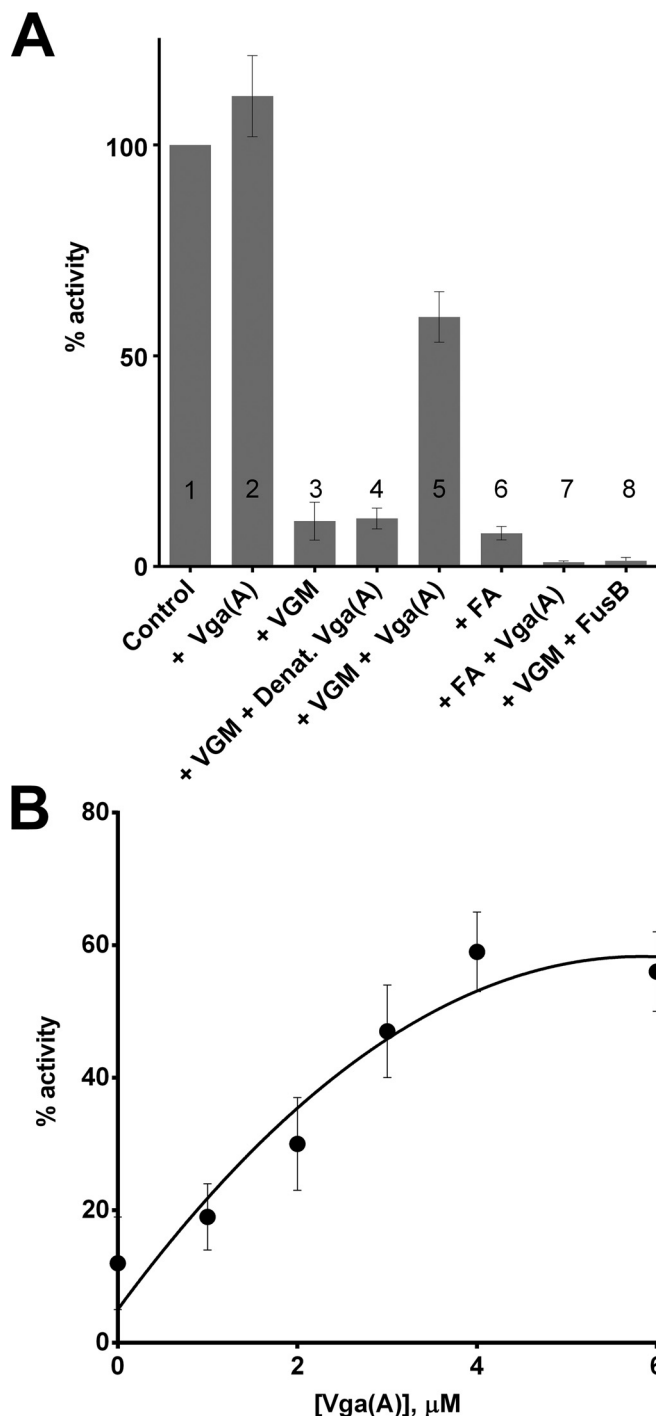 A
% activity
100
50
0
1 2 3 4 5 6 7 8
Control
+ Vga(A)
+ VGM
+ VGM + Denat. Vga(A)
+ VGM + Vga(A)
+ FA
+ FA + Vga(A)
+ VGM + FusB
B
% activity
80
60
40
20
0
0 2 4 6
[Vga(A)], µM